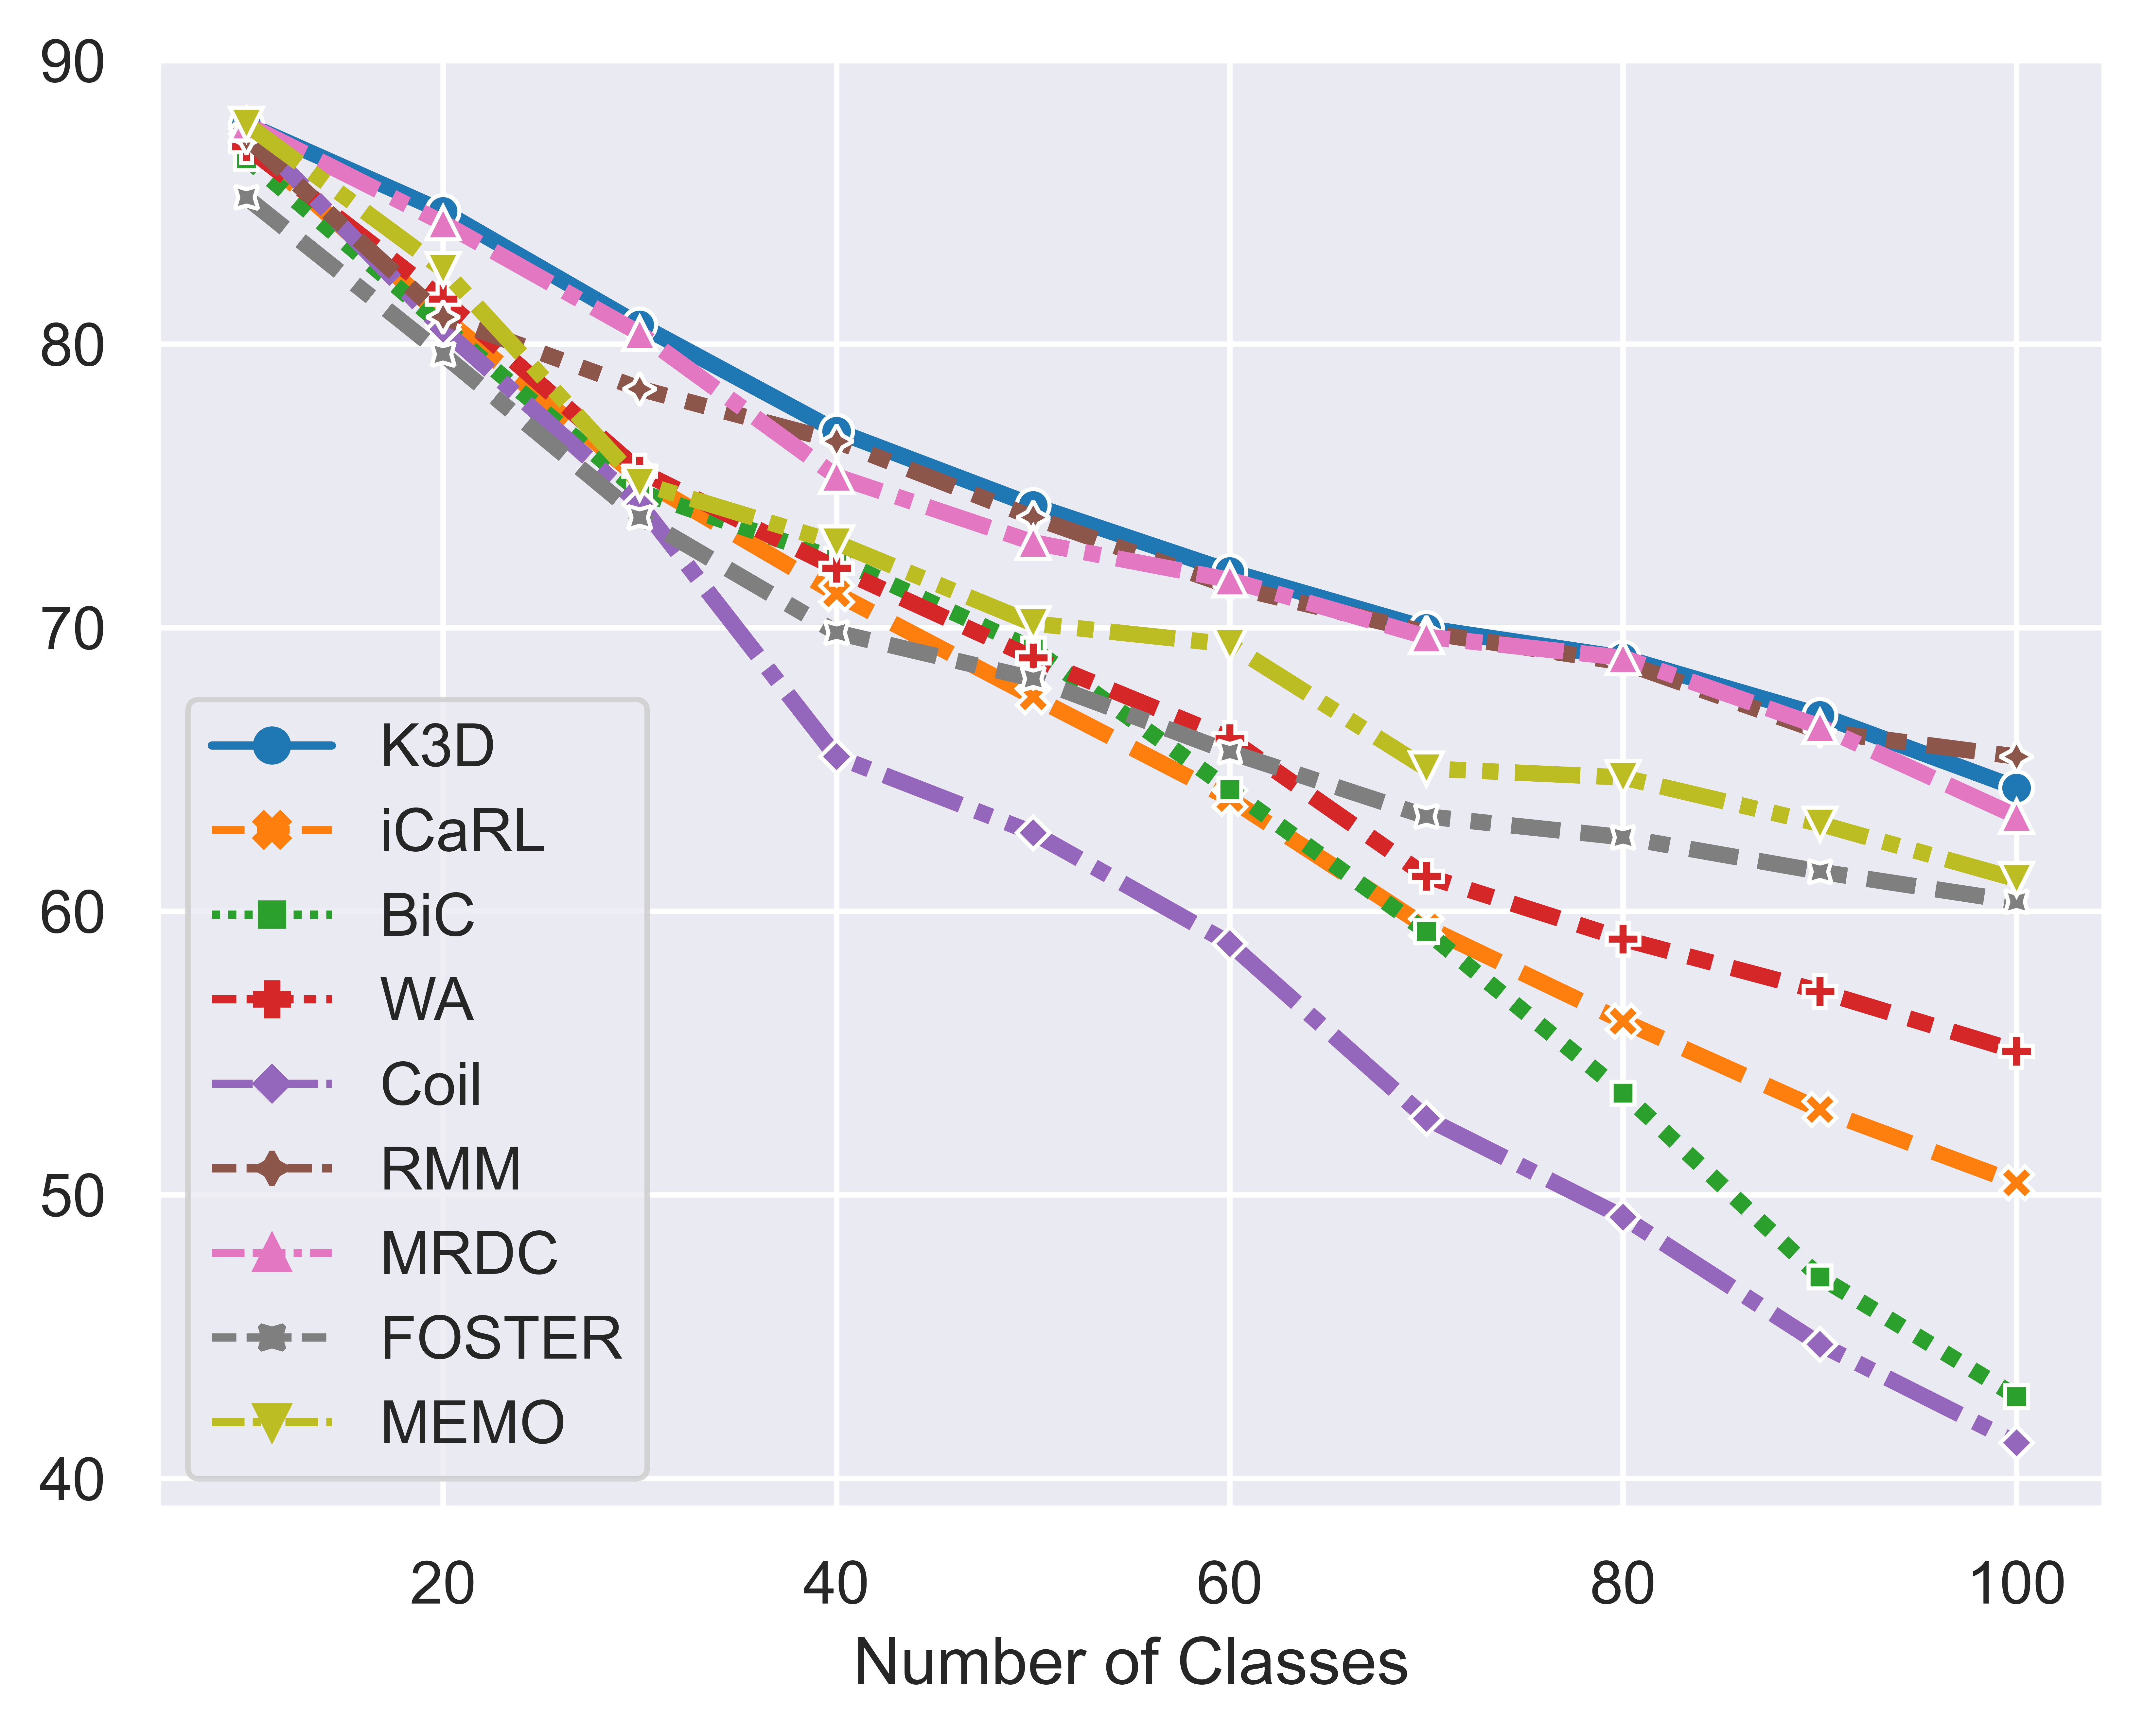 90
80
70
60
50
40
K3D
iCaRL
BiC
WA
Coil
RMM
MRDC
FOSTER
MEMO
20 40 60 80 100
Number of Classes